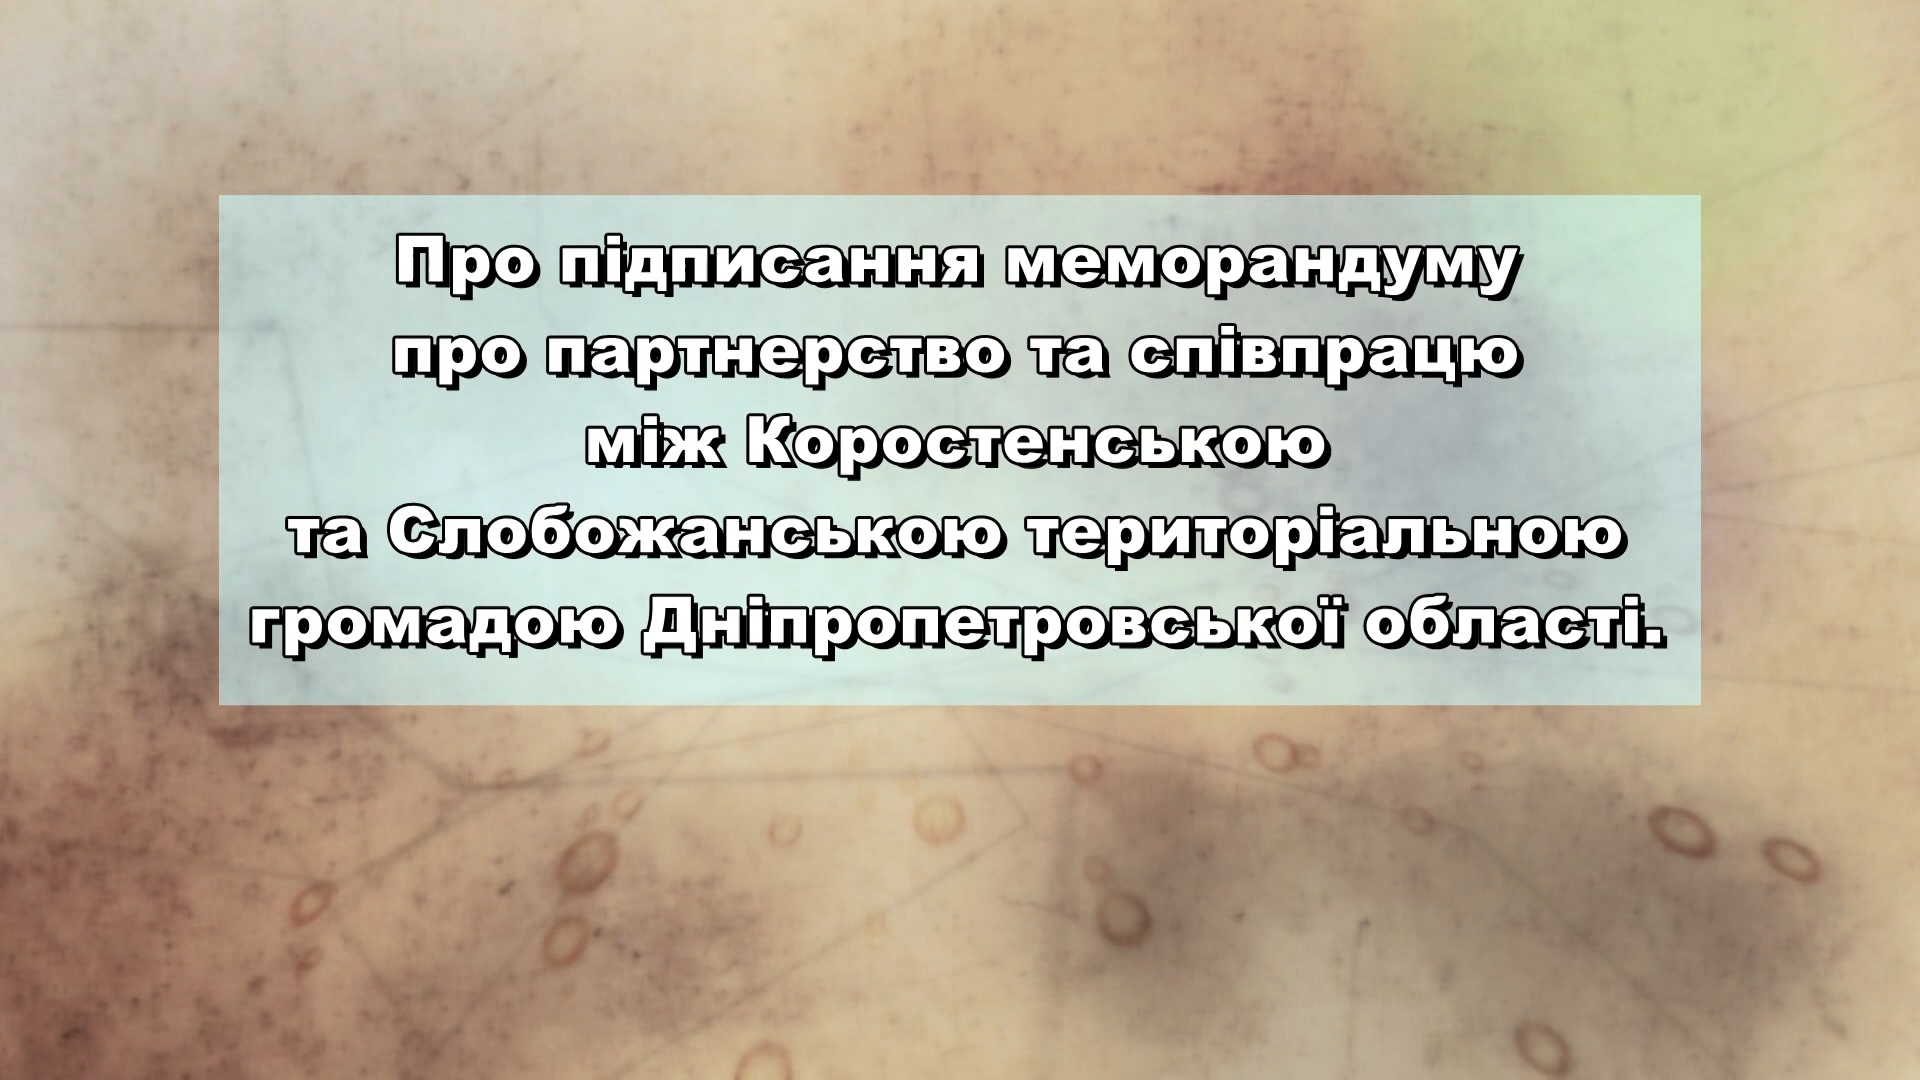 Про підписання меморандуму
про партнерство та співпрацю
між Коростенською
та Слобожанською територіальною
громадою Дніпропетровської області.